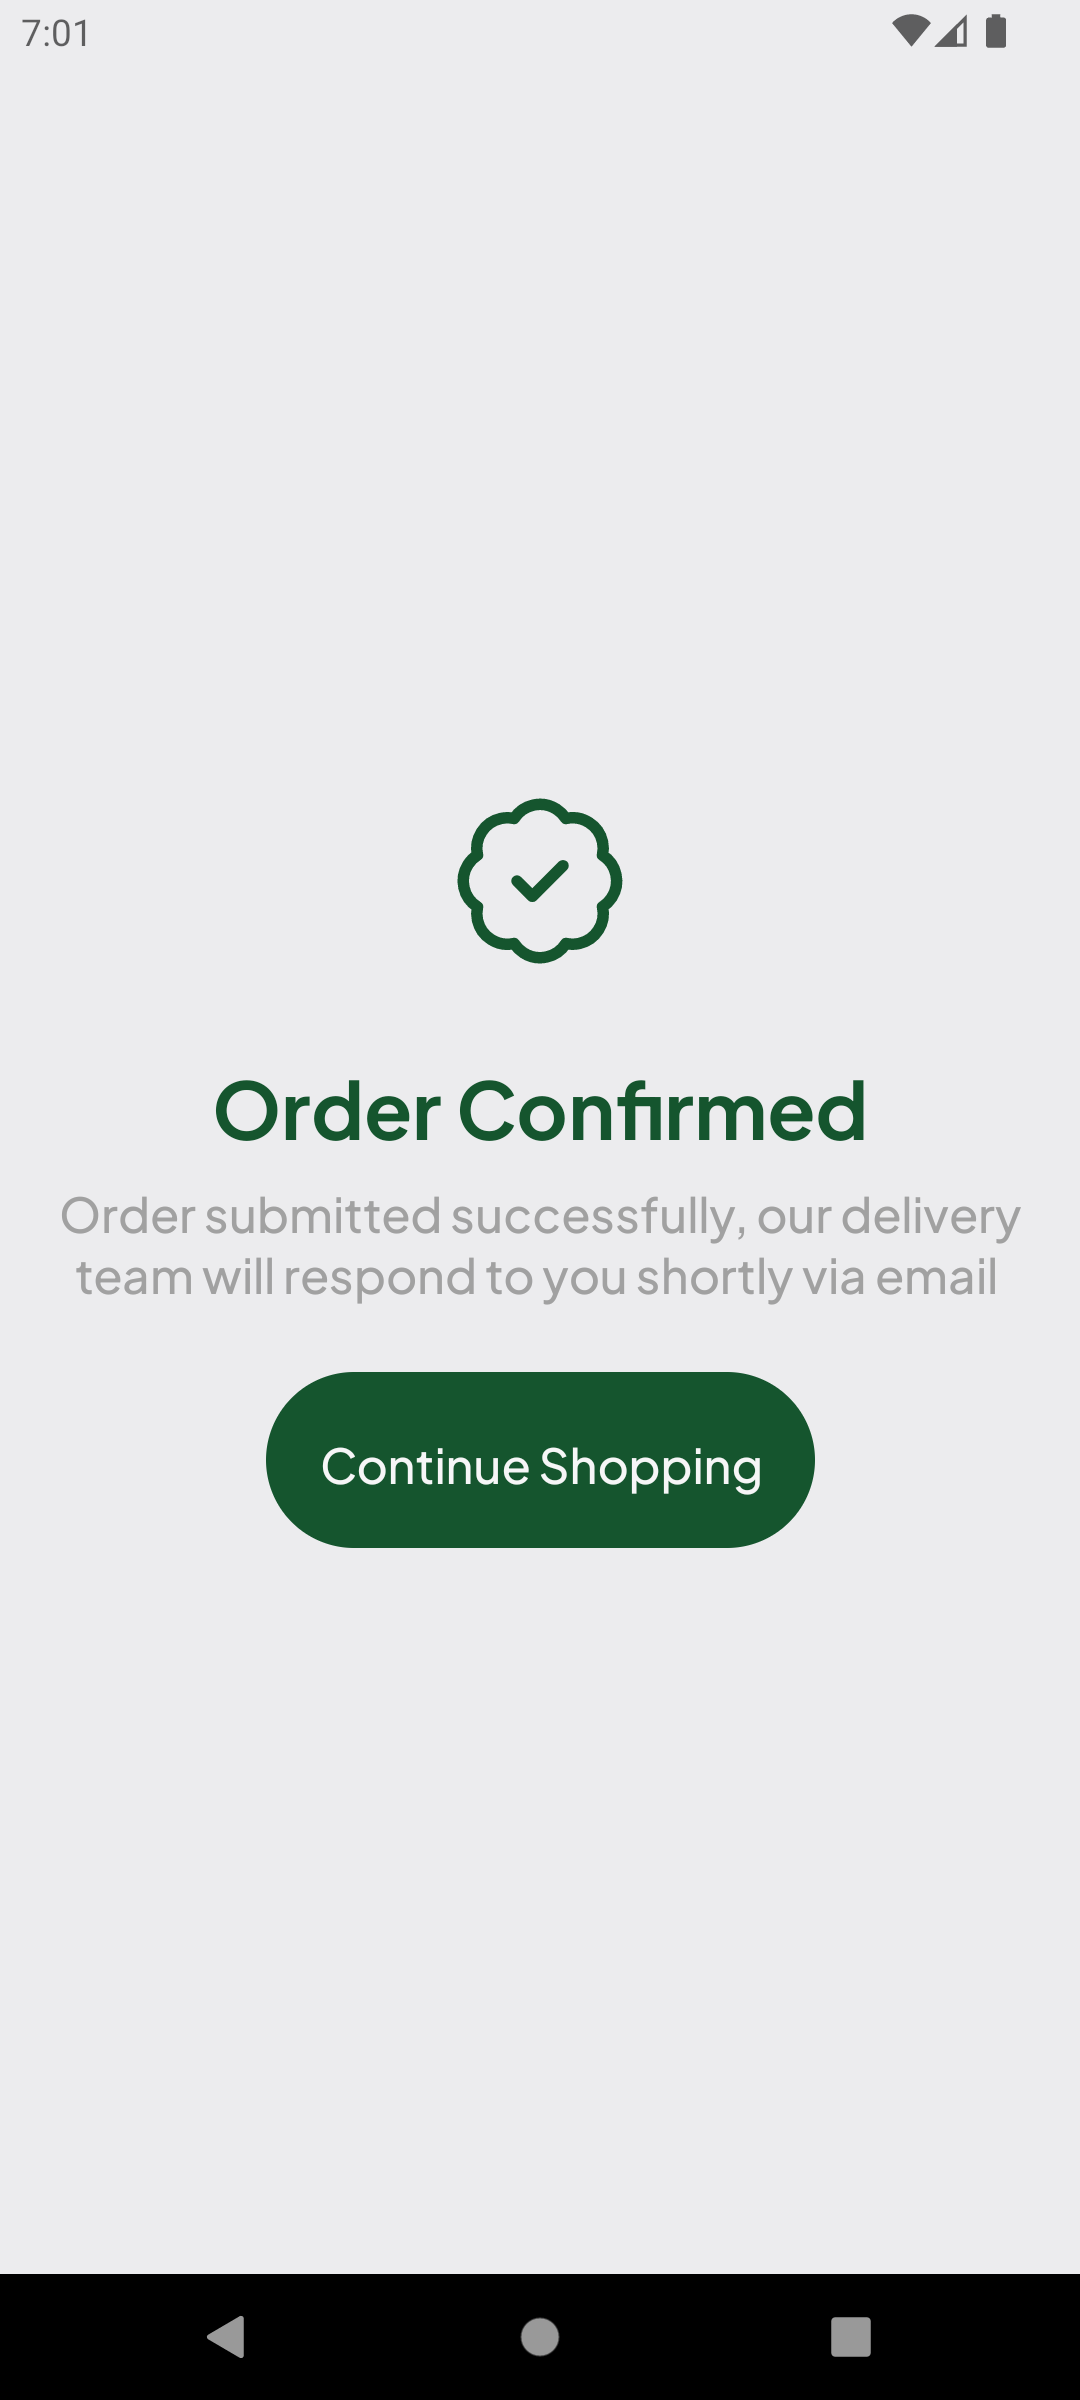 7:01
Order Confirmed
Order submitted successfully, our delivery
team will respond to you shortly via email
Continue Shopping